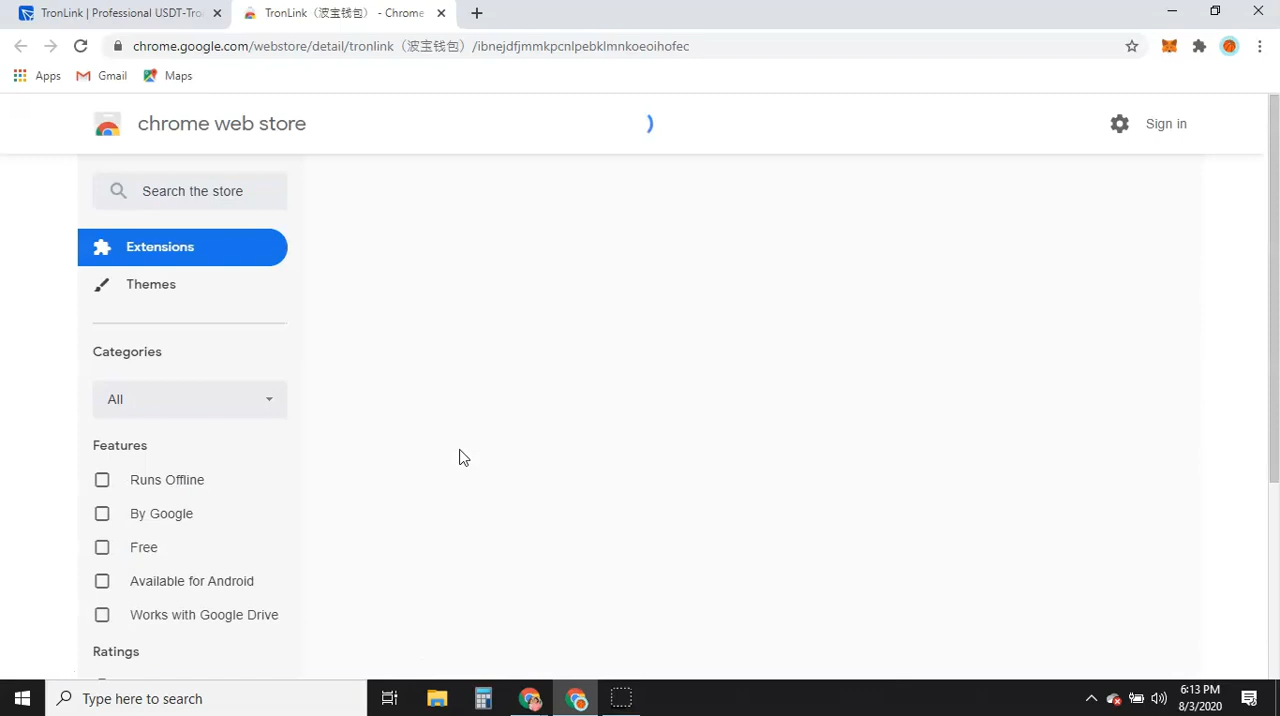 TronLink | Professional USDT-Tro
TronLink（波宝钱包） - Chrome
chrome.google.com/webstore/detail/tronlink（波宝钱包）/ibnejdfjmmkpcnlpebklmnkoeoihofec
Apps
Gmail
Maps
chrome web store
Sign in
Search the store
Extensions
Themes
Categories
All
Features
Runs Offline
By Google
Free
Available for Android
Works with Google Drive
Ratings
Type here to search
6:13 PM
8/3/2020